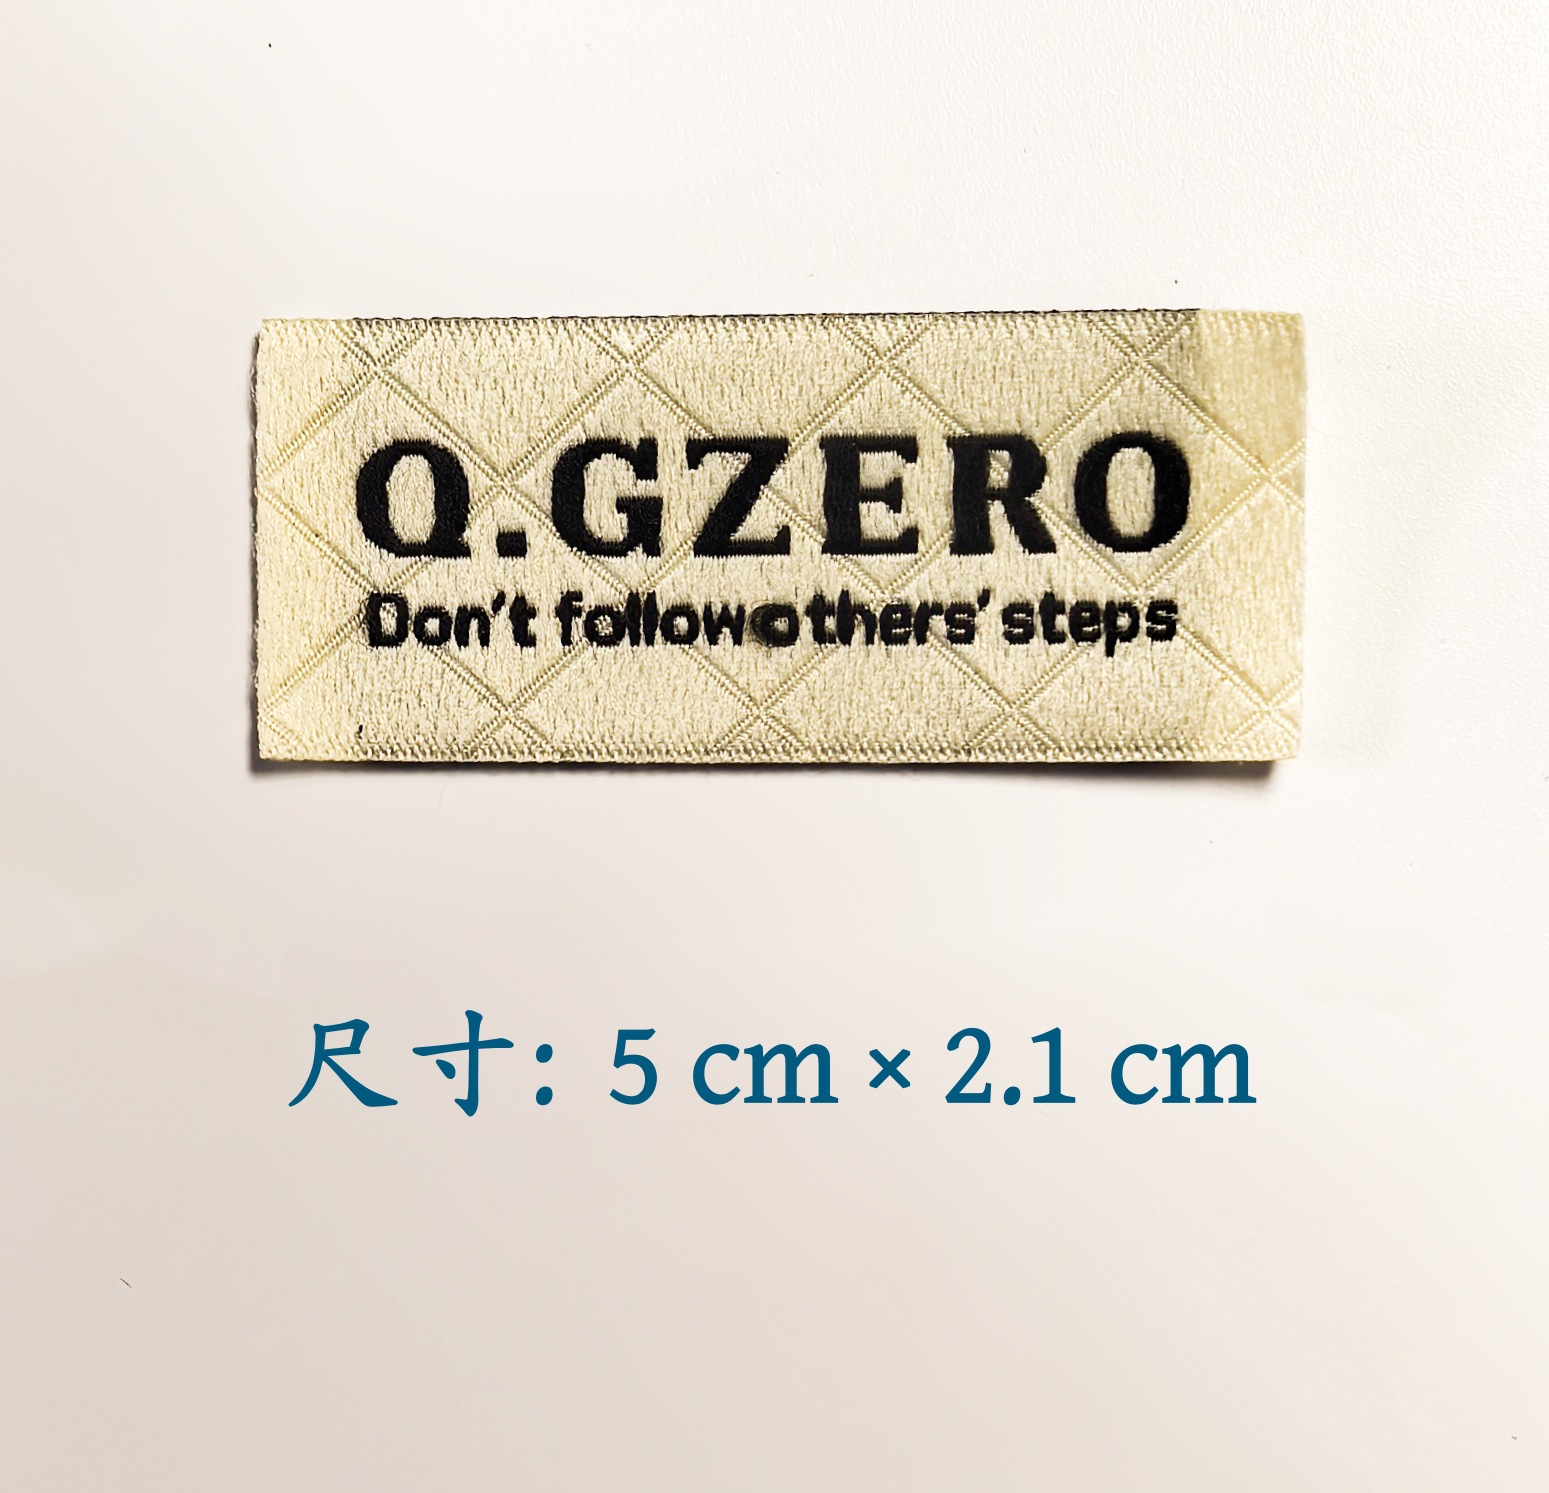 Q.GZERO
Don't follow others' steps
尺寸: 5 cm × 2.1 cm